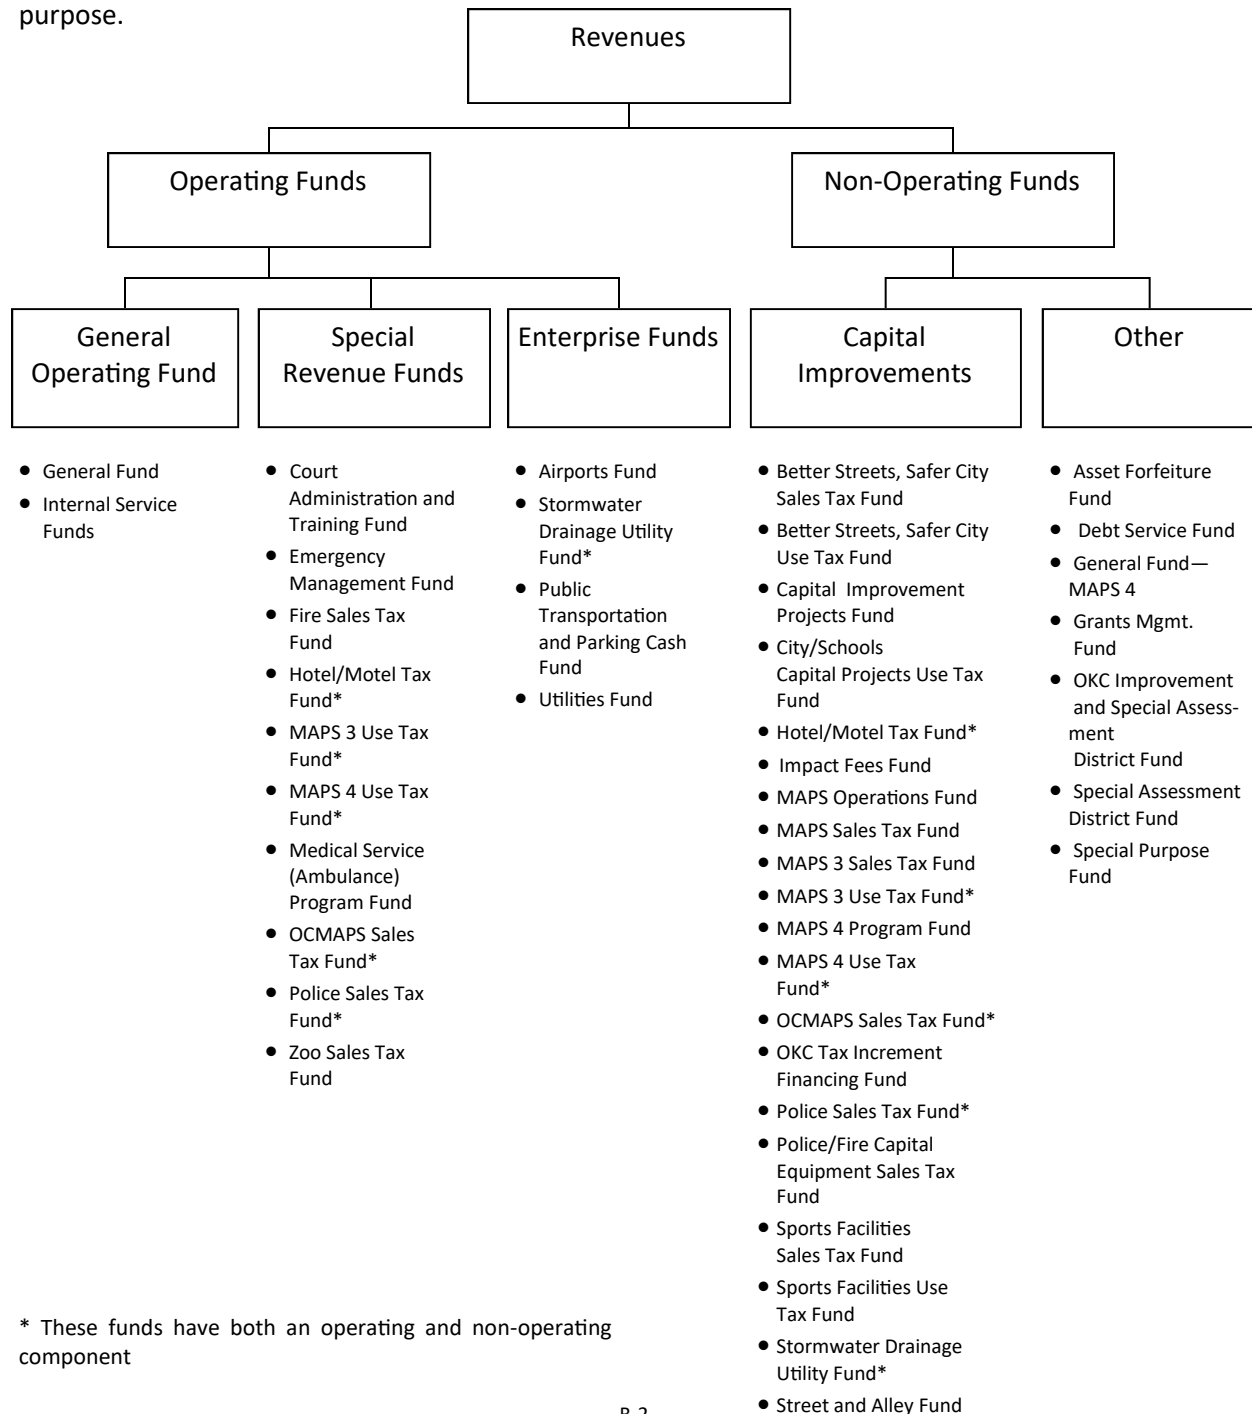 purpose.
Revenues
Operating Funds
Non-Operating Funds
General
Operating Fund
Special
Revenue Funds
Enterprise Funds
Capital
Improvements
Other
• General Fund
• Internal Service
Funds
• Court
Administration and
Training Fund
• Emergency
Management Fund
• Fire Sales Tax
Fund
• Hotel/Motel Tax
Fund*
• MAPS 3 Use Tax
Fund*
• MAPS 4 Use Tax
Fund*
• Medical Service
(Ambulance)
Program Fund
• OCMAPS Sales
Tax Fund*
• Police Sales Tax
Fund*
• Zoo Sales Tax
Fund
• Airports Fund
• Stormwater
Drainage Utility
Fund*
• Public
Transportation
and Parking Cash
Fund
• Utilities Fund
• Better Streets, Safer City
Sales Tax Fund
• Better Streets, Safer City
Use Tax Fund
• Capital Improvement
Projects Fund
• City/Schools
Capital Projects Use Tax
Fund
• Hotel/Motel Tax Fund*
• Impact Fees Fund
• MAPS Operations Fund
• MAPS Sales Tax Fund
• MAPS 3 Sales Tax Fund
• MAPS 3 Use Tax Fund*
• MAPS 4 Program Fund
• MAPS 4 Use Tax
Fund*
• OCMAPS Sales Tax Fund*
• OKC Tax Increment
Financing Fund
• Police Sales Tax Fund*
• Police/Fire Capital
Equipment Sales Tax
Fund
• Sports Facilities
Sales Tax Fund
• Sports Facilities Use
Tax Fund
• Stormwater Drainage
Utility Fund*
• Street and Alley Fund
• Asset Forfeiture
Fund
• Debt Service Fund
• General Fund—
MAPS 4
• Grants Mgmt.
Fund
• OKC Improvement
and Special Assess-
ment
District Fund
• Special Assessment
District Fund
• Special Purpose
Fund
* These funds have both an operating and non-operating
component
B-2